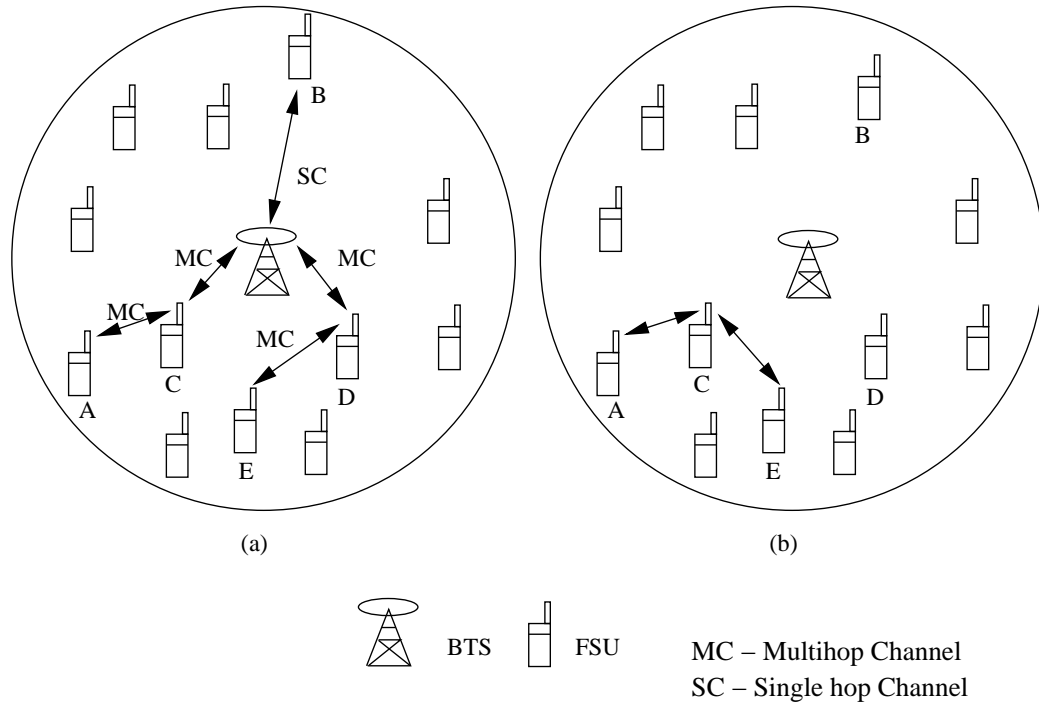 B
B
SC
MC
MC
MC
MC
C
D
A
E
C
D
A
E
(a)
(b)
BTS
FSU
MC – Multihop Channel
SC – Single hop Channel